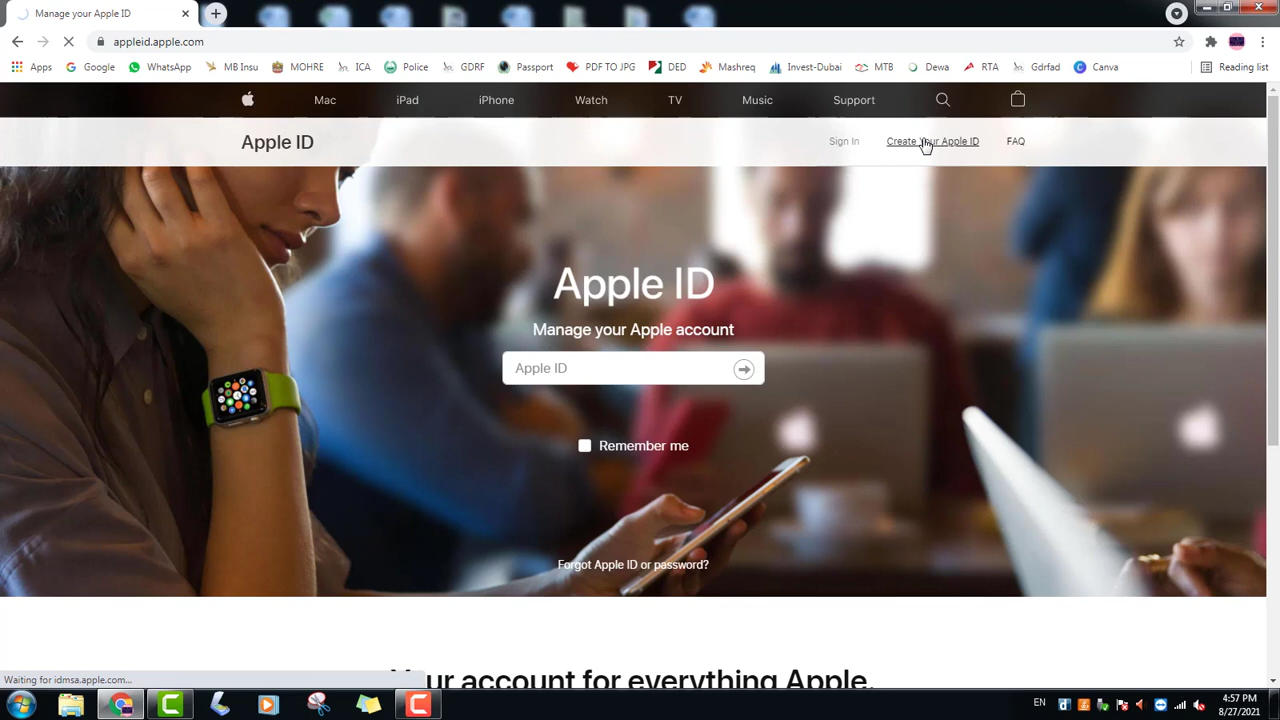 Manage your Apple ID
appleid.apple.com
Apps Google WhatsApp MB Insu MOHRE ICA Police GDRF Passport PDF TO JPG DED Mashreq Invest-Dubai MTB Dewa RTA Gdrfad Canva Reading list
Mac iPad iPhone Watch TV Music Support
Apple ID Sign In Create Your Apple ID FAQ
Apple ID
Manage your Apple account
Apple ID
Remember me
Forgot Apple ID or password?
Your account for everything Apple.
Waiting for idmsa.apple.com...
EN 4:57 PM
8/27/2021